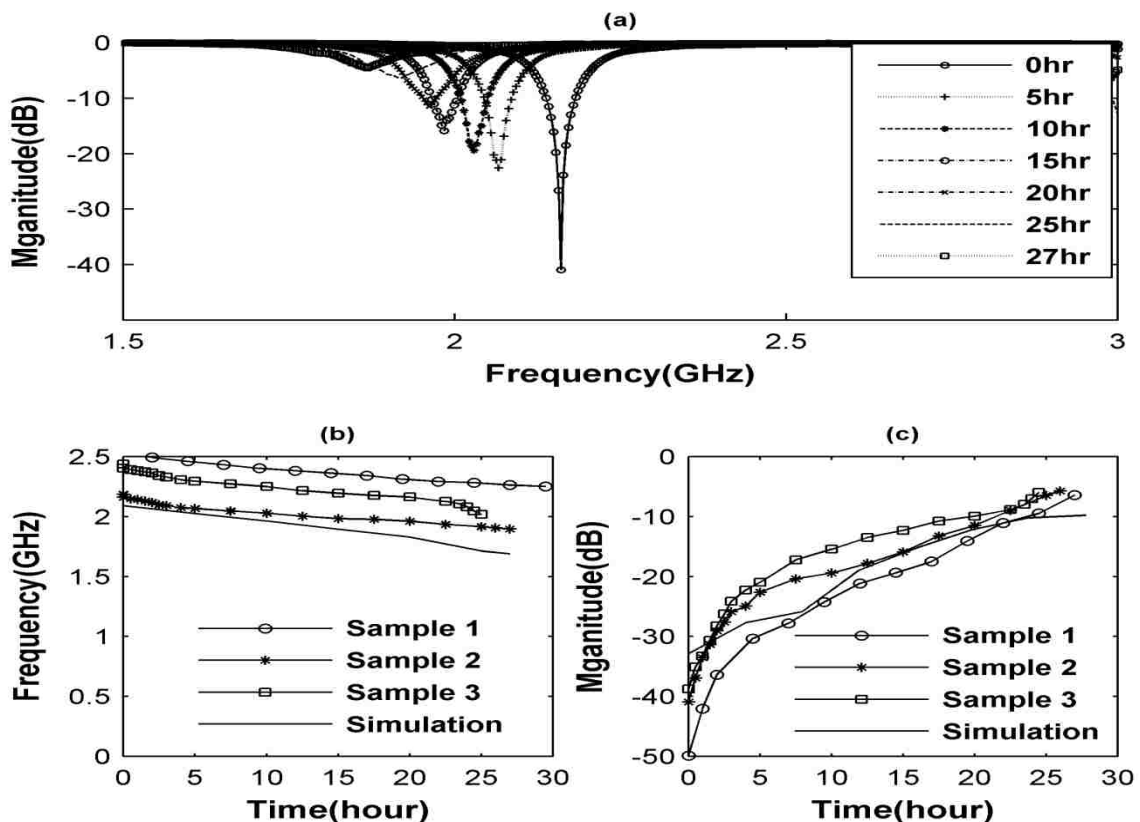 (a)
0
-10
-20
-30
-40
Mganitude(dB)
1.5
2
2.5
3
Frequency(GHz)
0hr
5hr
10hr
15hr
20hr
25hr
27hr
(b)
2.5
2
1.5
1
0.5
0
Frequency(GHz)
Sample 1
Sample 2
Sample 3
Simulation
0 5 10 15 20 25 30
Time(hour)
(c)
0
-10
-20
-30
-40
-50
Mganitude(dB)
Sample 1
Sample 2
Sample 3
Simulation
0 5 10 15 20 25 30
Time(hour)